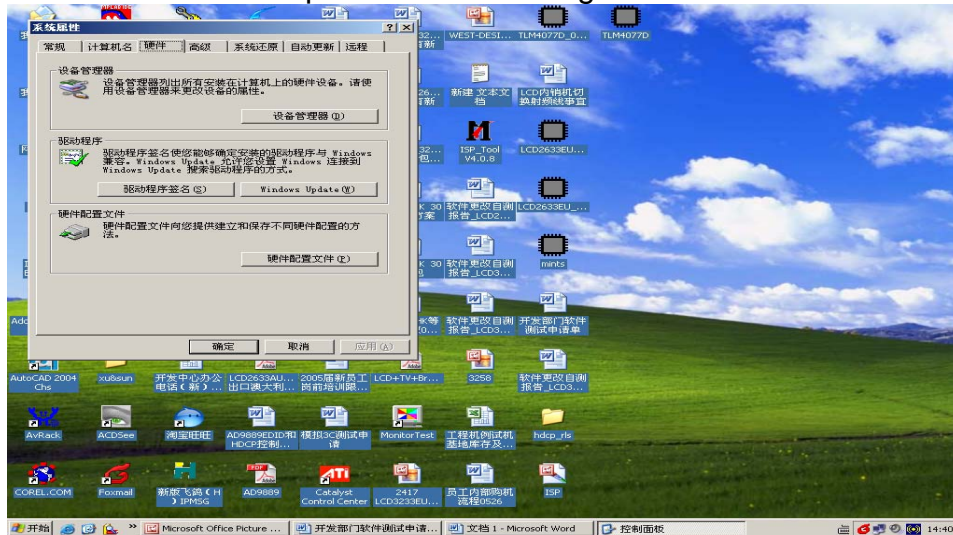 系统属性
常规
计算机名
硬件
高级
系统还原
自动更新
远程
设备管理器
设备管理器列出所有安装在计算机上的硬件设备。请使
用设备管理器来更改设备的属性。
设备管理器(D)
驱动程序
驱动程序签名使您能够确定安装的驱动程序与 Windows
兼容。Windows Update 允许您设置 Windows 连接到
Windows Update 搜索驱动程序的方式。
驱动程序签名(S)
Windows Update(W)
硬件配置文件
硬件配置文件向您提供建立和保存不同硬件配置的方
法。
硬件配置文件(P)
确定
取消
应用(A)
WEST-DESI...
TLM4077D_0...
TLM4077D
新建 文本文
档
LCD内销机切
换射频线事宜
ISP_Tool
V4.0.8
LCD2633EU...
软件更改自测
报告_LCD2...
LCD2633EU_...
软件更改自测
报告_LCD3...
mints
软件更改自测
报告_LCD3...
开发部门软件
测试申请单
AutoCAD 2004
Chs
xu&sun
开发中心办公
电话(新)...
LCD2633AU...
出口澳大利...
2005届新员工
岗前培训跟...
LCD+TV+Br...
3258
软件更改自测
报告_LCD3...
AvRack
ACDSee
淘宝旺旺
AD9889EDID和
HDCP控制...
模拟3C测试申
请
MonitorTest
工程机例试机
基地库存及...
hdcp_rls
COREL.COM
Foxmail
新版飞鸽(H
)IPMSG
AD9889
Catalyst
Control Center
2417
LCD3233EU...
员工内部购机
流程0526
ISP
开始
Microsoft Office Picture ...
开发部门软件测试申请...
文档 1 - Microsoft Word
控制面板
14:40